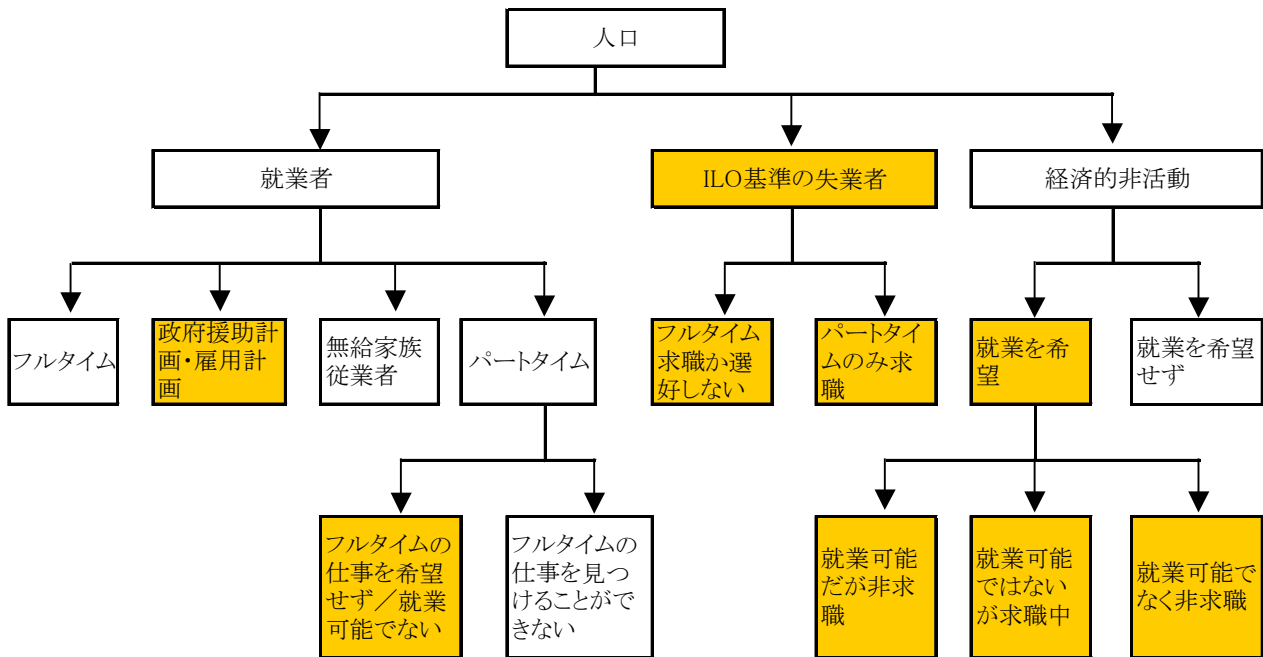 人口
就業者
ILO基準の失業者
経済的非活動
フルタイム
政府援助計
画・雇用計
画
無給家族
従業者
パートタイム
フルタイム
求職か選
好しない
パートタイ
ムのみ求
職
就業を希
望
就業を希望
せず
フルタイムの
仕事を希望
せず／就業
可能でない
フルタイムの
仕事を見つ
けることがで
きない
就業可能
だが非求
職
就業可能
ではない
が求職中
就業可能で
なく非求職